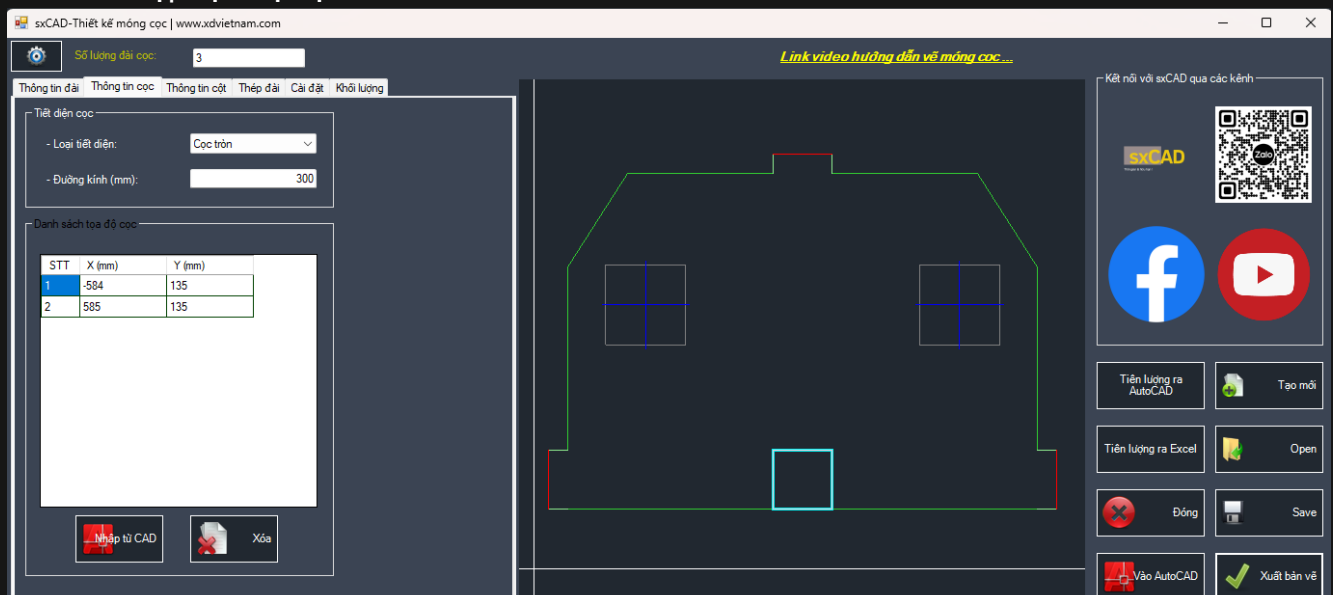 sxCAD-Thiết kế móng cọc | www.xdvietnam.com
Số lượng đài cọc: 3
Link video hướng dẫn vẽ móng cọc ...
Thông tin đài Thông tin cọc Thông tin cột Thép đài Cài đặt Khối lượng
Tiết diện cọc
- Loại tiết diện: Cọc tròn
- Đường kính (mm): 300
Danh sách tọa độ cọc
STT X (mm) Y (mm)
1 -584 135
2 585 135
Nhập từ CAD
Xóa
Kết nối với sxCAD qua các kênh
sxCAD
Zalo
Tiên lượng ra
AutoCAD
Tạo mới
Tiên lượng ra Excel
Open
Đóng
Save
Vào AutoCAD
Xuất bản vẽ